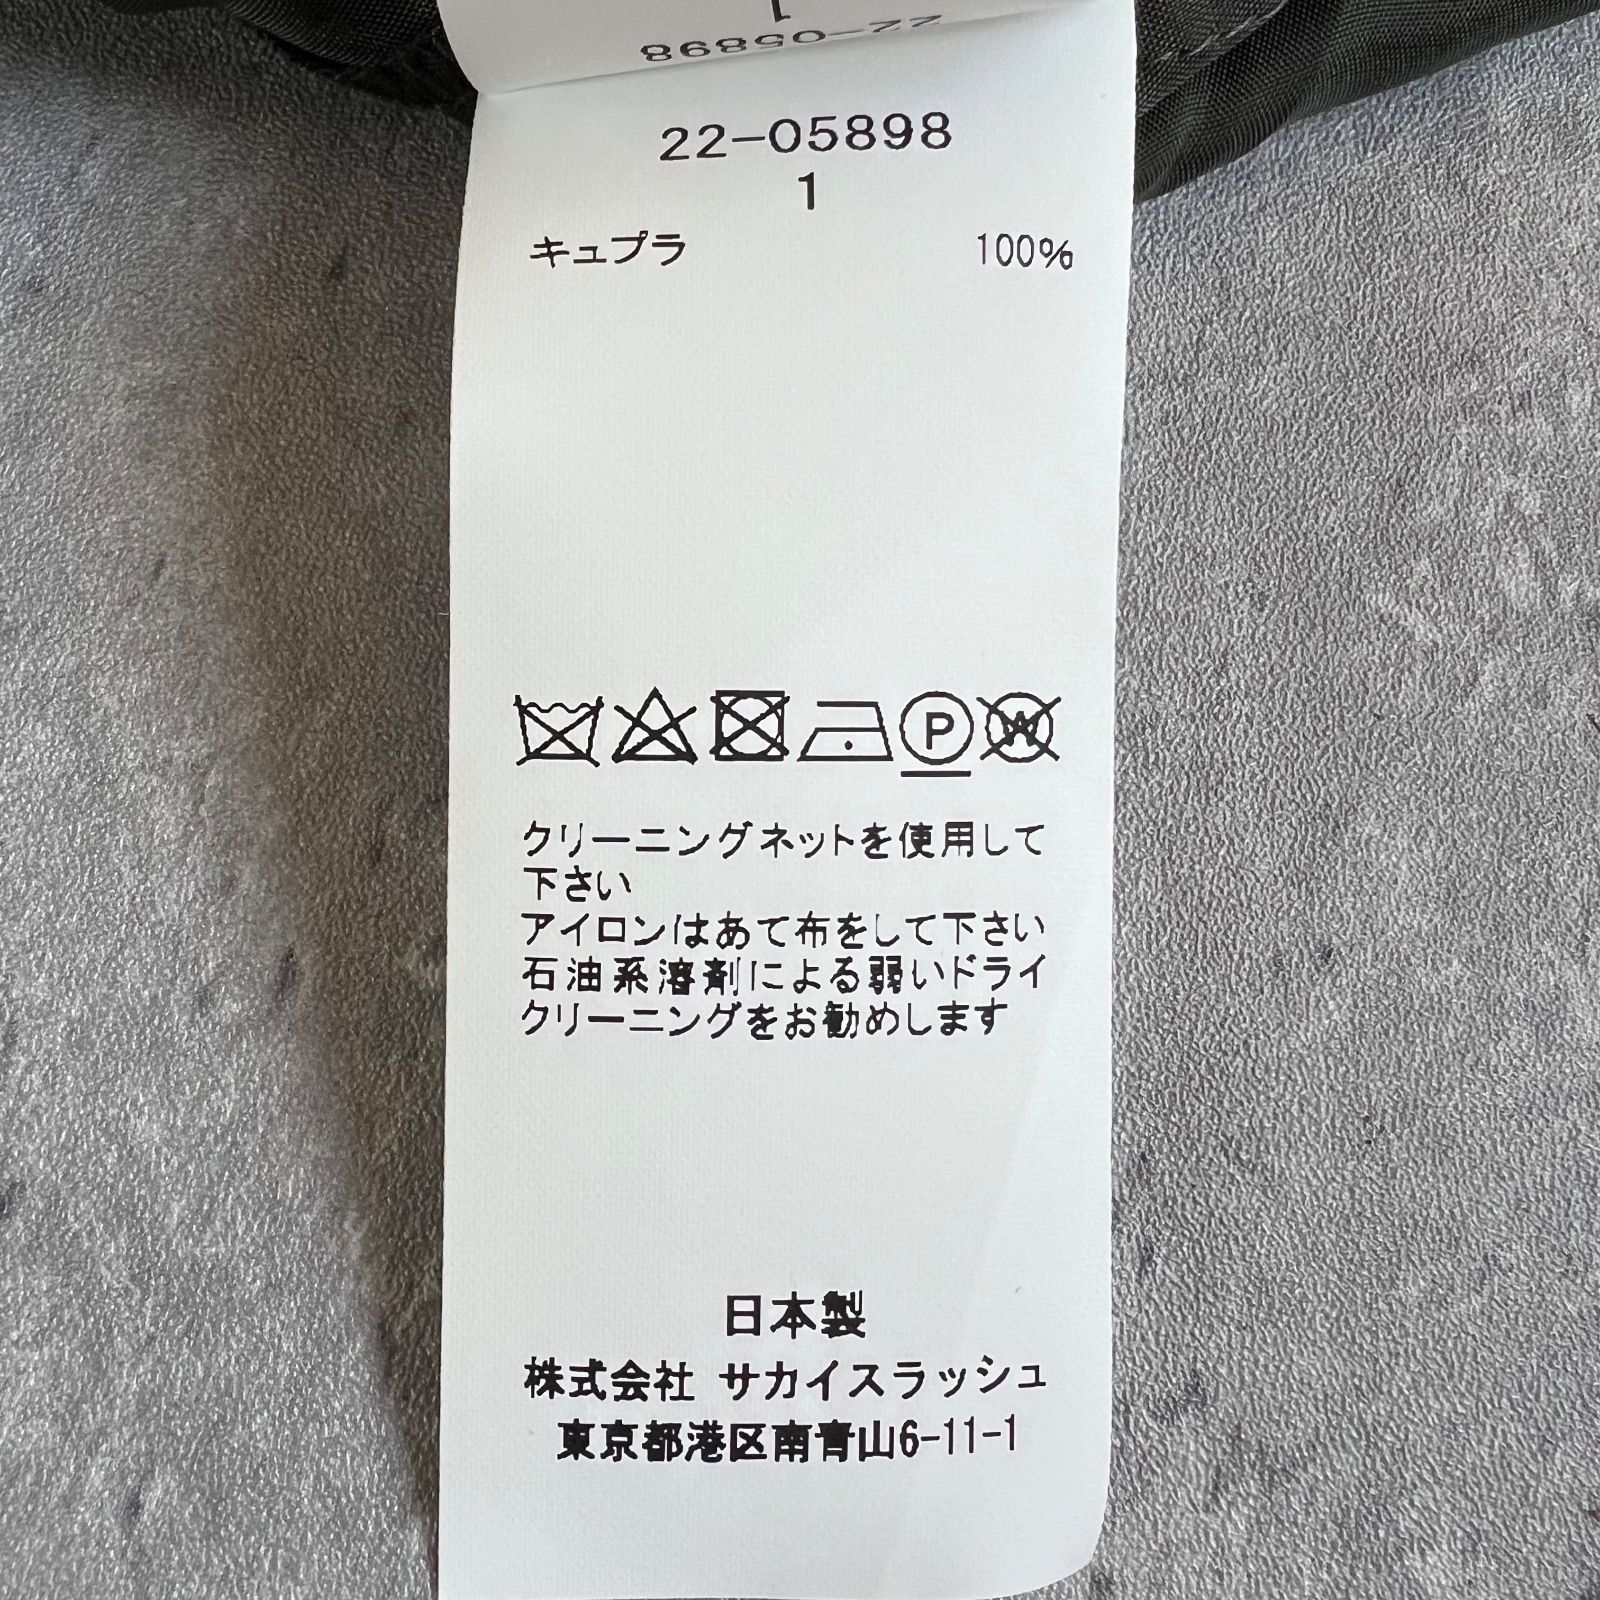 1
22-05898
22-05898
1
キュプラ 100%
P W
クリーニングネットを使用して
下さい
アイロンはあて布をして下さい
石油系溶剤による弱いドライ
クリーニングをお勧めします
日本製
株式会社 サカイスラッシュ
東京都港区南青山6-11-1